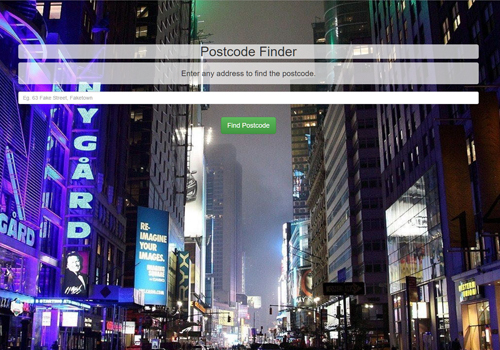 Postcode Finder
Enter any address to find the postcode.
Eg. 63 Fake Street, Faketown
Find Postcode
NYGÅRD
GÅRD
RE-
IMAGINE
YOUR
IMAGES.